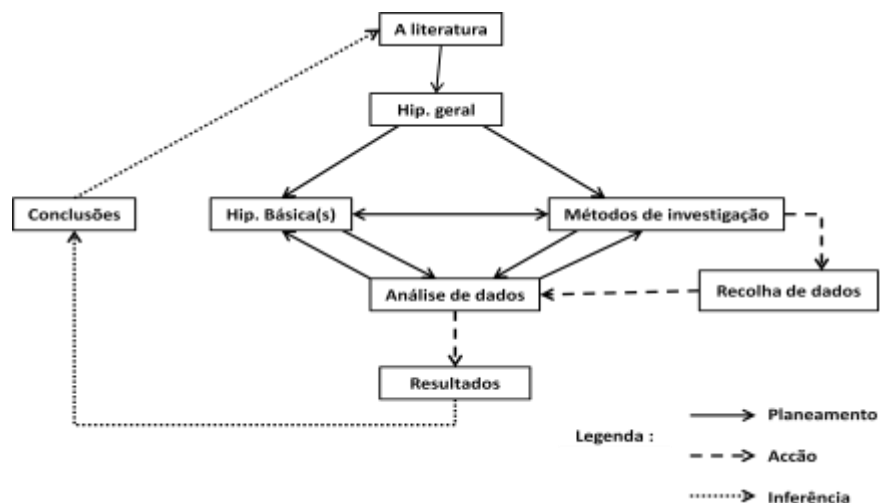 A literatura
Hip. geral
Conclusões
Hip. Básica(s)
Métodos de investigação
Análise de dados
Recolha de dados
Resultados
Legenda :
Planeamento
Accão
Inferência